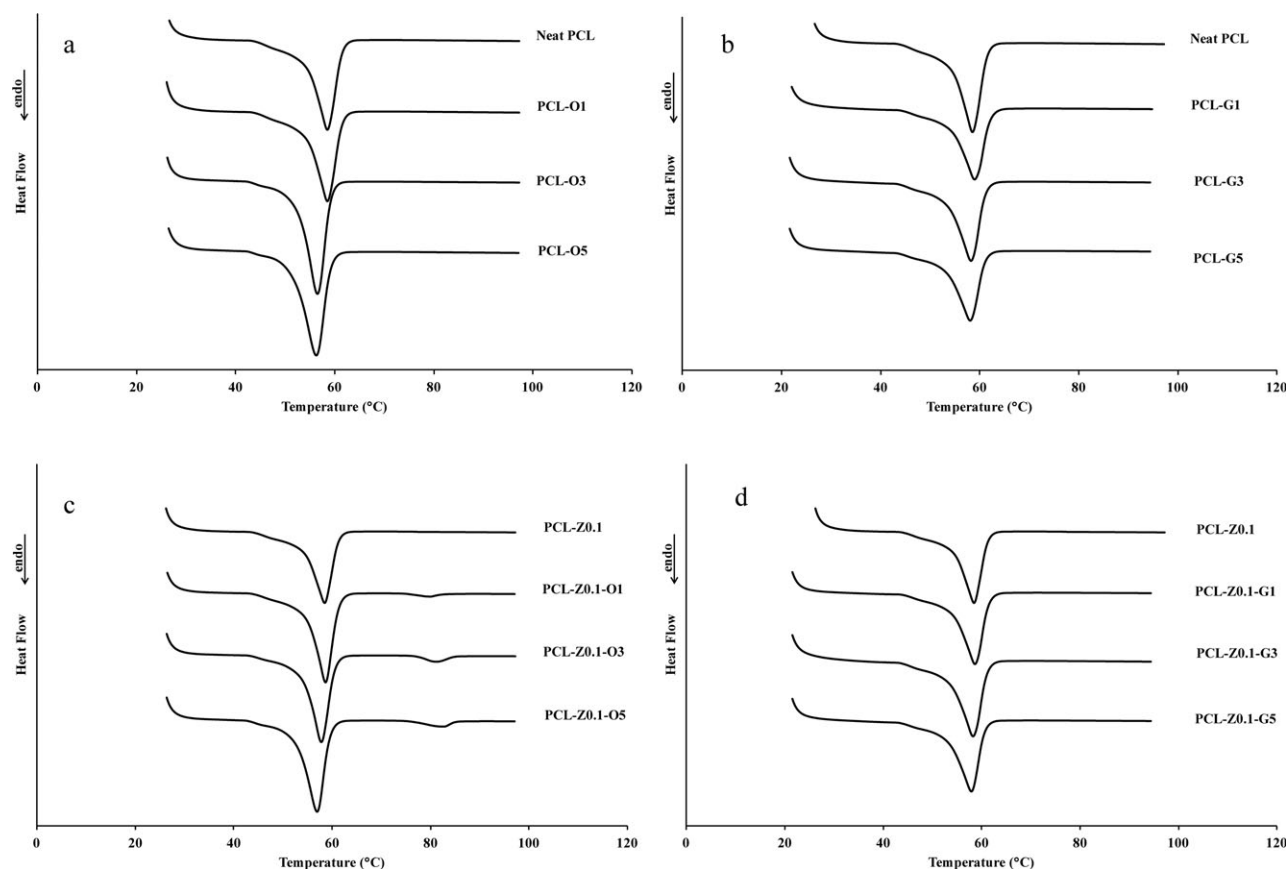 a
Neat PCL
endo
PCL-O1
PCL-O3
Heat Flow
PCL-O5
0 20 40 60 80 100 120
Temperature (°C)
b
Neat PCL
endo
PCL-G1
Heat Flow
PCL-G3
PCL-G5
0 20 40 60 80 100 120
Temperature (°C)
c
PCL-Z0.1
endo
PCL-Z0.1-O1
Heat Flow
PCL-Z0.1-O3
PCL-Z0.1-O5
0 20 40 60 80 100 120
Temperature (°C)
d
PCL-Z0.1
endo
PCL-Z0.1-G1
Heat Flow
PCL-Z0.1-G3
PCL-Z0.1-G5
0 20 40 60 80 100 120
Temperature (°C)